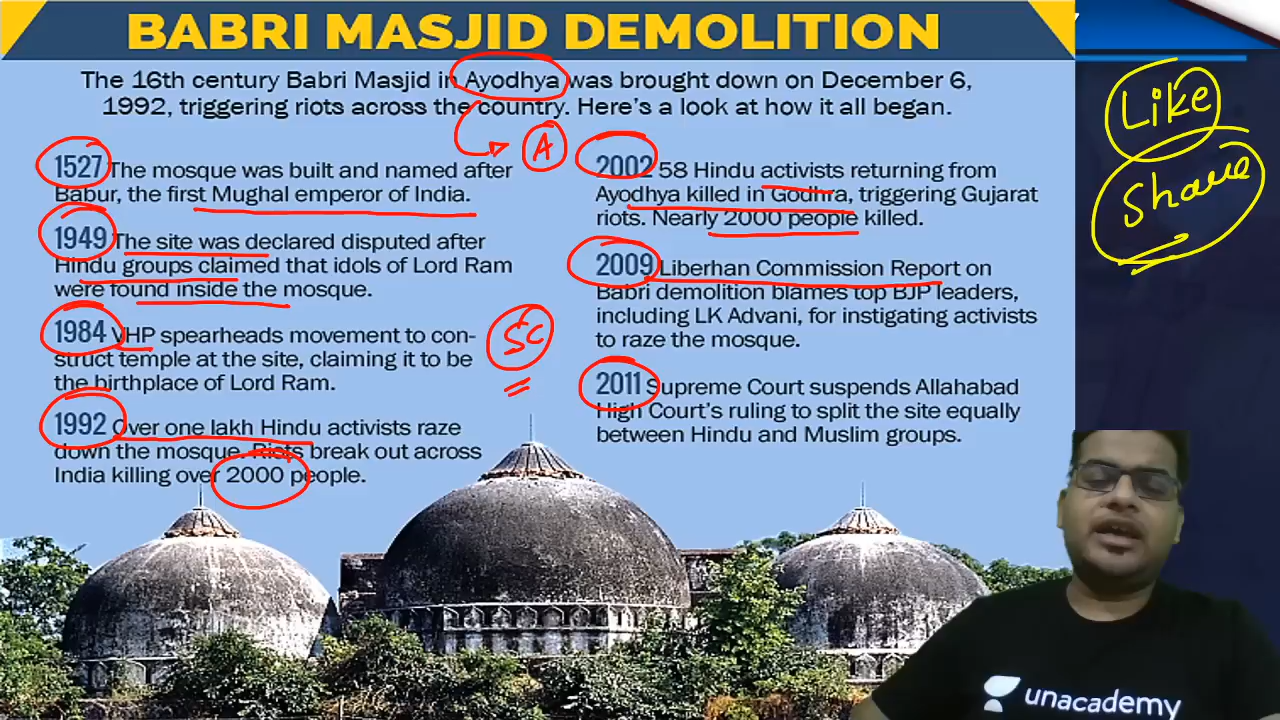 BABRI MASJID DEMOLITION
The 16th century Babri Masjid in Ayodhya was brought down on December 6,
1992, triggering riots across the country. Here's a look at how it all began.
A
1527 The mosque was built and named after
Babur, the first Mughal emperor of India.
1949 The site was declared disputed after
Hindu groups claimed that idols of Lord Ram
were found inside the mosque.
1984 VHP spearheads movement to con-
struct temple at the site, claiming it to be
the birthplace of Lord Ram.
1992 Over one lakh Hindu activists raze
down the mosque. Riots break out across
India killing over 2000 people.
SC
2002 58 Hindu activists returning from
Ayodhya killed in Godhra, triggering Gujarat
riots. Nearly 2000 people killed.
2009 Liberhan Commission Report on
Babri demolition blames top BJP leaders,
including LK Advani, for instigating activists
to raze the mosque.
2011 Supreme Court suspends Allahabad
High Court's ruling to split the site equally
between Hindu and Muslim groups.
Like
Share
unacademy